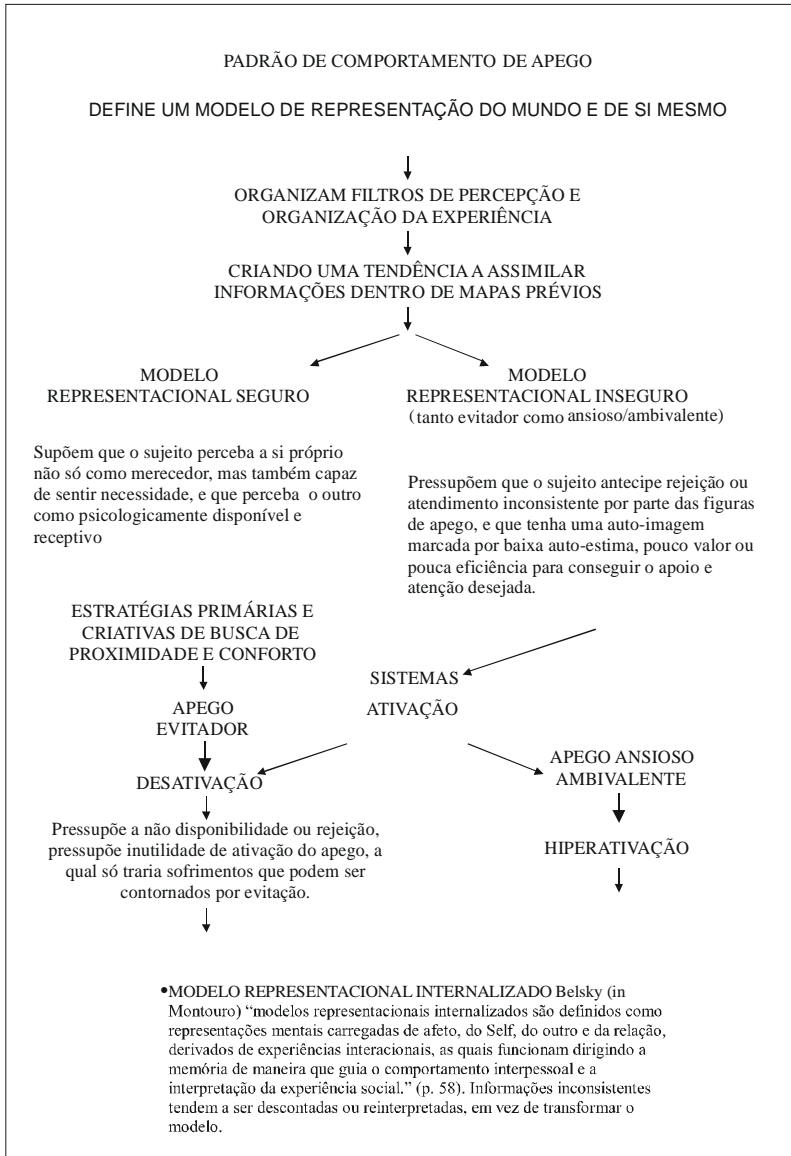 PADRÃO DE COMPORTAMENTO DE APEGO
DEFINE UM MODELO DE REPRESENTAÇÃO DO MUNDO E DE SI MESMO
ORGANIZAM FILTROS DE PERCEPÇÃO E
ORGANIZAÇÃO DA EXPERIÊNCIA
CRIANDO UMA TENDÊNCIA A ASSIMILAR
INFORMAÇÕES DENTRO DE MAPAS PRÉVIOS
MODELO
REPRESENTACIONAL SEGURO
MODELO
REPRESENTACIONAL INSEGURO
(tanto evitador como ansioso/ambivalente)
Supõem que o sujeito perceba a si próprio
não só como merecedor, mas também capaz
de sentir necessidade, e que perceba o outro
como psicologicamente disponível e
receptivo
Pressupõem que o sujeito antecipe rejeição ou
atendimento inconsistente por parte das figuras
de apego, e que tenha uma auto-imagem
marcada por baixa auto-estima, pouco valor ou
pouca eficiência para conseguir o apoio e
atenção desejada.
ESTRATÉGIAS PRIMÁRIAS E
CRIATIVAS DE BUSCA DE
PROXIMIDADE E CONFORTO
SISTEMAS
ATIVAÇÃO
APEGO
EVITADOR
DESATIVAÇÃO
Pressupõe a não disponibilidade ou rejeição,
pressupõe inutilidade de ativação do apego, a
qual só traria sofrimentos que podem ser
contornados por evitação.
APEGO ANSIOSO
AMBIVALENTE
HIPERATIVAÇÃO
•MODELO REPRESENTACIONAL INTERNALIZADO Belsky (in
Montouro) “modelos representacionais internalizados são definidos como
representações mentais carregadas de afeto, do Self, do outro e da relação,
derivados de experiências interacionais, as quais funcionam dirigindo a
memória de maneira que guia o comportamento interpessoal e a
interpretação da experiência social.” (p. 58). Informações inconsistentes
tendem a ser descontadas ou reinterpretadas, em vez de transformar o
modelo.